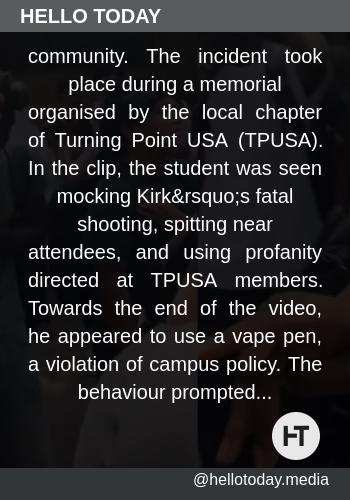 HELLO TODAY
community. The incident took
place during a memorial
organised by the local chapter
of Turning Point USA (TPUSA).
In the clip, the student was seen
mocking Kirk&rsquo;s fatal
shooting, spitting near
attendees, and using profanity
directed at TPUSA members.
Towards the end of the video,
he appeared to use a vape pen,
a violation of campus policy. The
behaviour prompted...
HT
@hellotoday.media